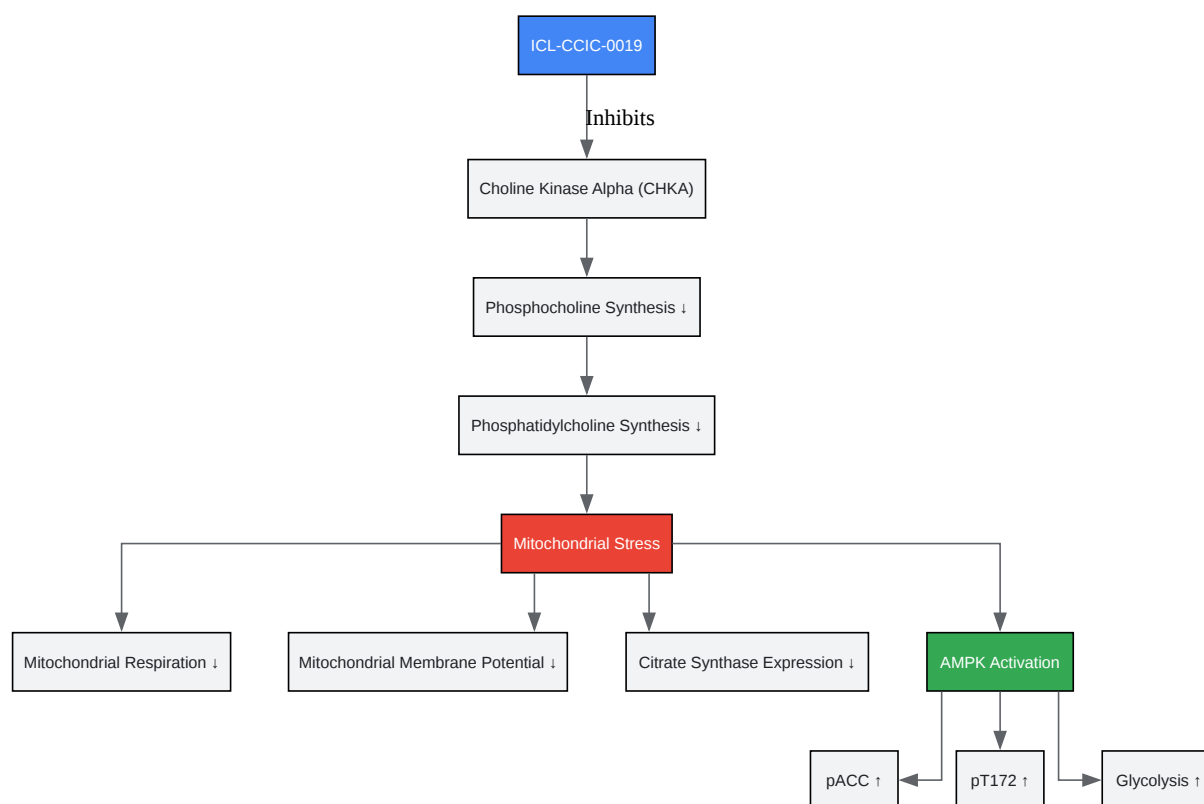 ICL-CCIC-0019
Inhibits
Choline Kinase Alpha (CHKA)
Phosphocholine Synthesis ↓
Phosphatidylcholine Synthesis ↓
Mitochondrial Stress
Mitochondrial Respiration ↓
Mitochondrial Membrane Potential ↓
Citrate Synthase Expression ↓
AMPK Activation
pACC ↑
pT172 ↑
Glycolysis ↑